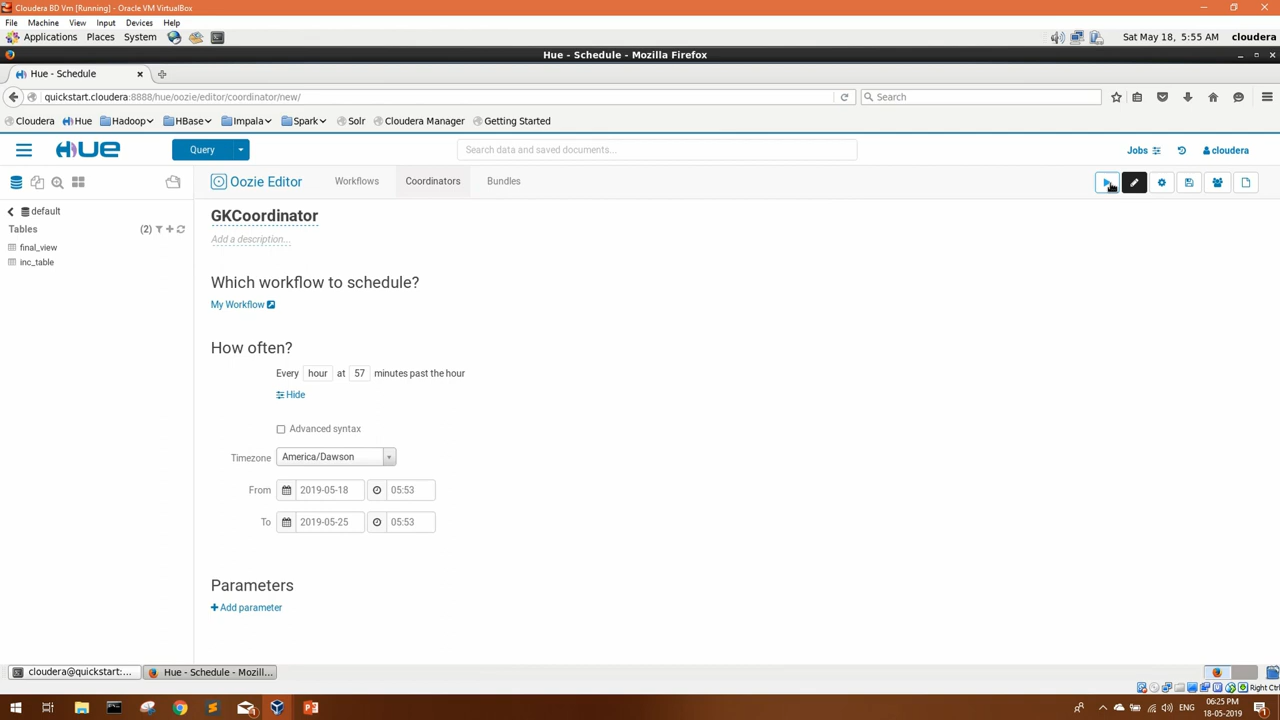 Cloudera BD Vm [Running] - Oracle VM VirtualBox
File Machine View Input Devices Help
Applications Places System Sat May 18, 5:55 AM cloudera
Hue - Schedule - Mozilla Firefox
Hue - Schedule
quickstart.cloudera:8888/hue/oozie/editor/coordinator/new/ Search
Cloudera Hue Hadoop HBase Impala Spark Solr Cloudera Manager Getting Started
HUE Query Search data and saved documents... Jobs cloudera
Oozie Editor Workflows Coordinators Bundles
default
Tables (2)
final_view
inc_table
GKCoordinator
Add a description...
Which workflow to schedule?
My Workflow
How often?
Every hour at 57 minutes past the hour
Hide
Advanced syntax
Timezone America/Dawson
From 2019-05-18 05:53
To 2019-05-25 05:53
Parameters
+ Add parameter
cloudera@quickstart:... Hue - Schedule - Mozill...
Right Ctrl
ENG 06:25 PM
18-05-2019